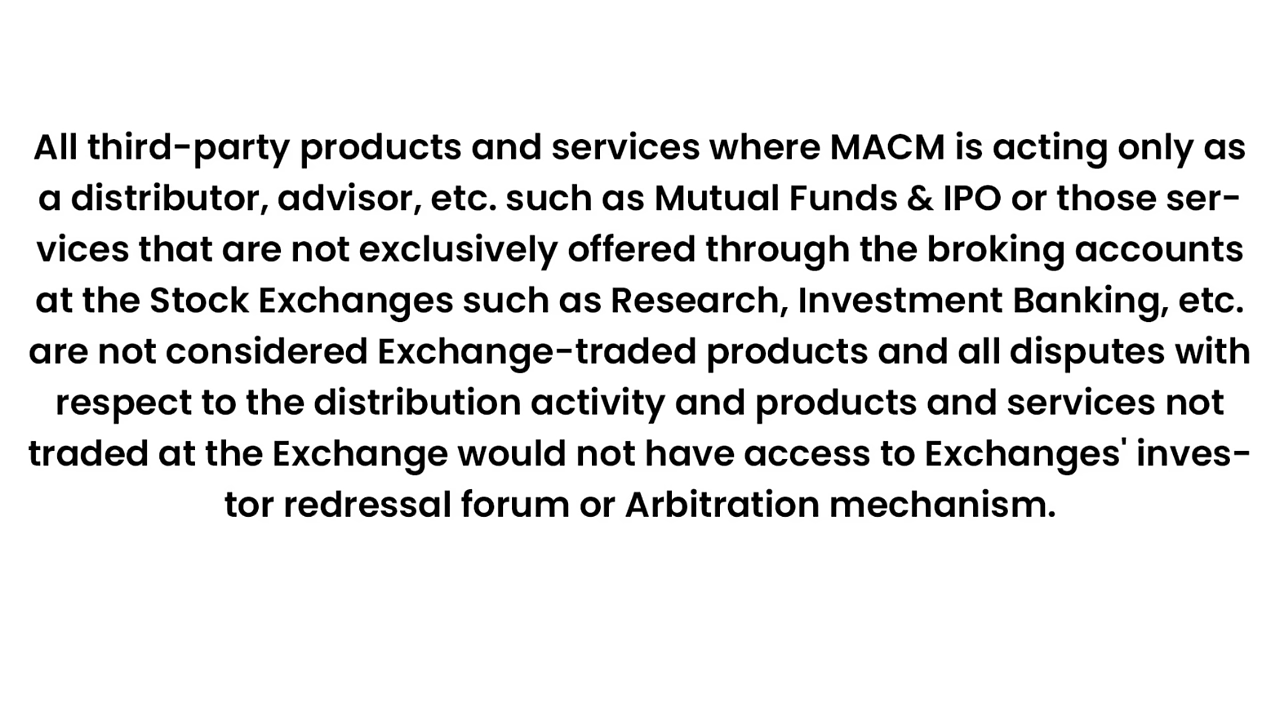 All third-party products and services where MACM is acting only as
a distributor, advisor, etc. such as Mutual Funds & IPO or those ser-
vices that are not exclusively offered through the broking accounts
at the Stock Exchanges such as Research, Investment Banking, etc.
are not considered Exchange-traded products and all disputes with
respect to the distribution activity and products and services not
traded at the Exchange would not have access to Exchanges' inves-
tor redressal forum or Arbitration mechanism.